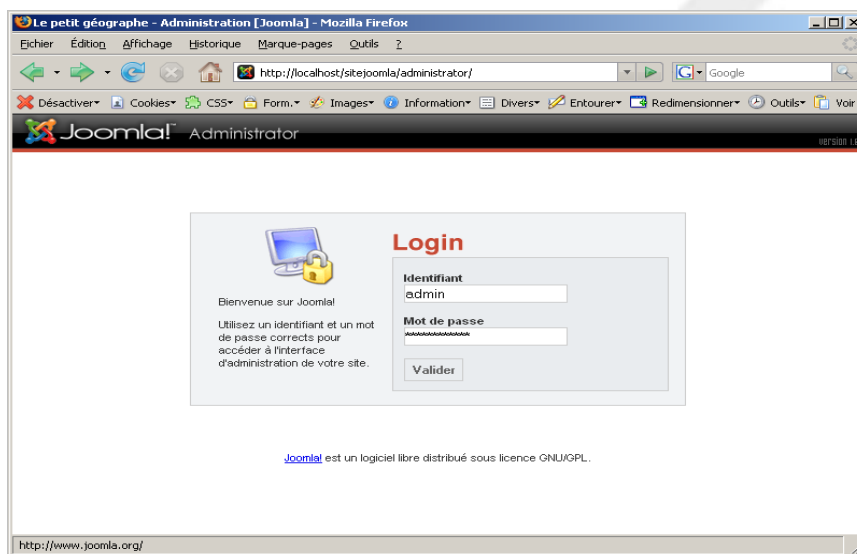 Le petit géographe - Administration [Joomla] - Mozilla Firefox
Fichier Édition Affichage Historique Marque-pages Outils ?
http://localhost/sitejoomla/administrator/ Google
Désactiver Cookies CSS Form. Images Information Divers Entourer Redimensionner Outils Voir
Joomla! Administrator
version 1.
Login
Identifiant
admin
Bienvenue sur Joomla!
Utilisez un identifiant et un mot
de passe corrects pour
accéder à l'interface
d'administration de votre site.
Mot de passe
*************
Valider
Joomla! est un logiciel libre distribué sous licence GNU/GPL.
http://www.joomla.org/